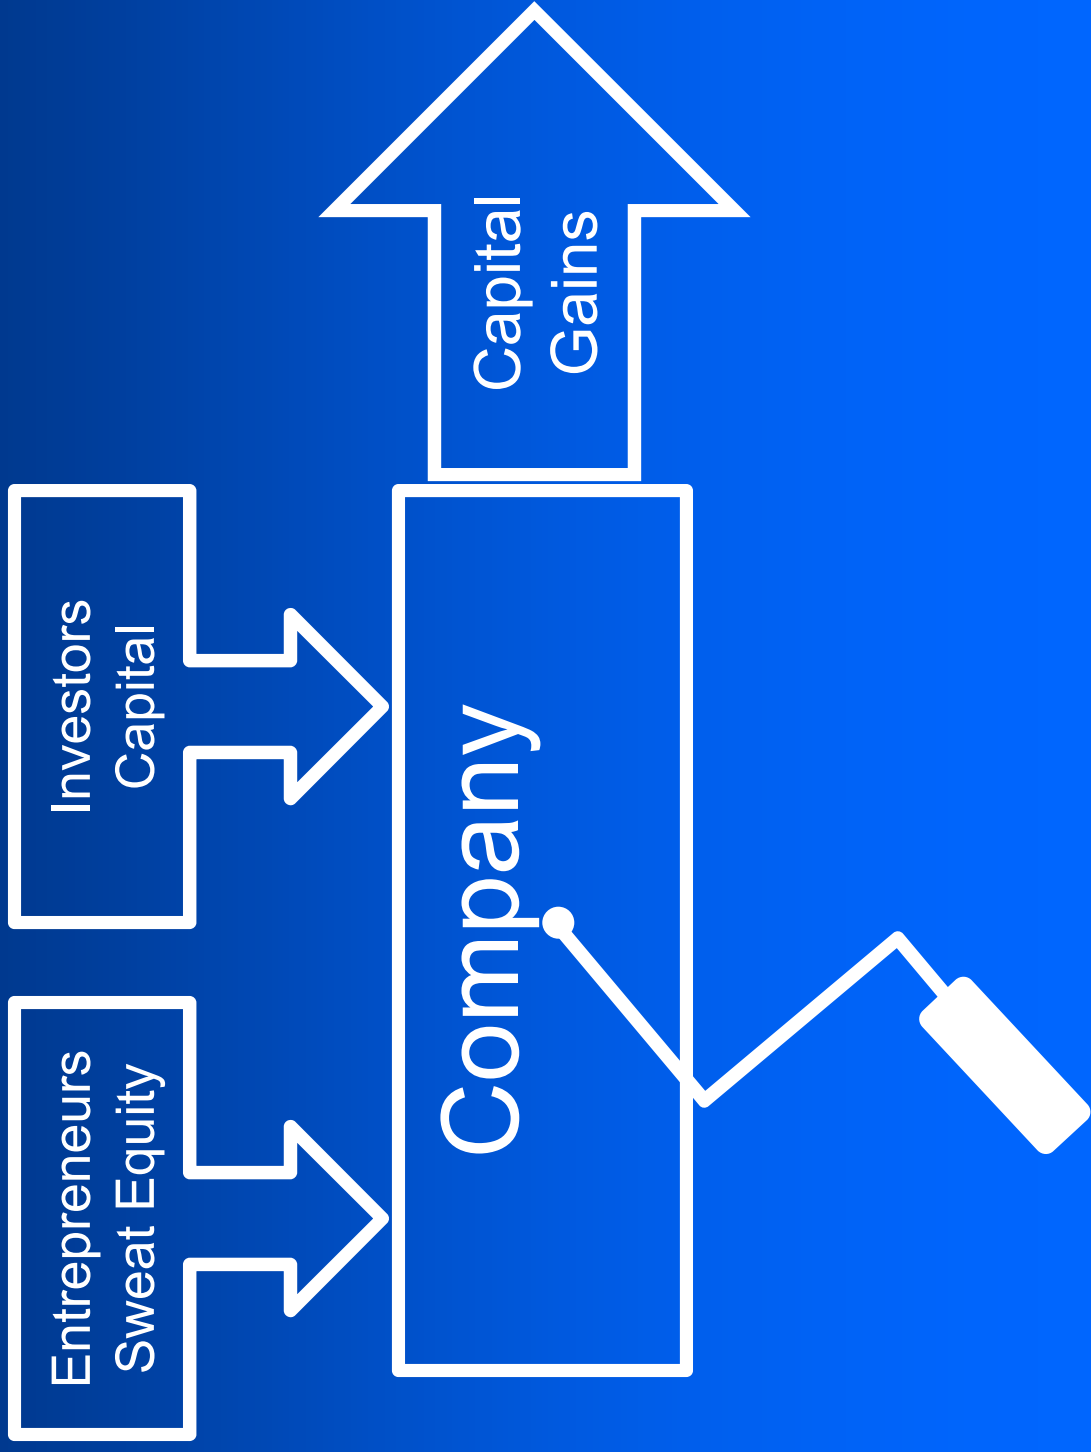 Entrepreneurs
Sweat Equity
Investors
Capital
Company
Capital
Gains